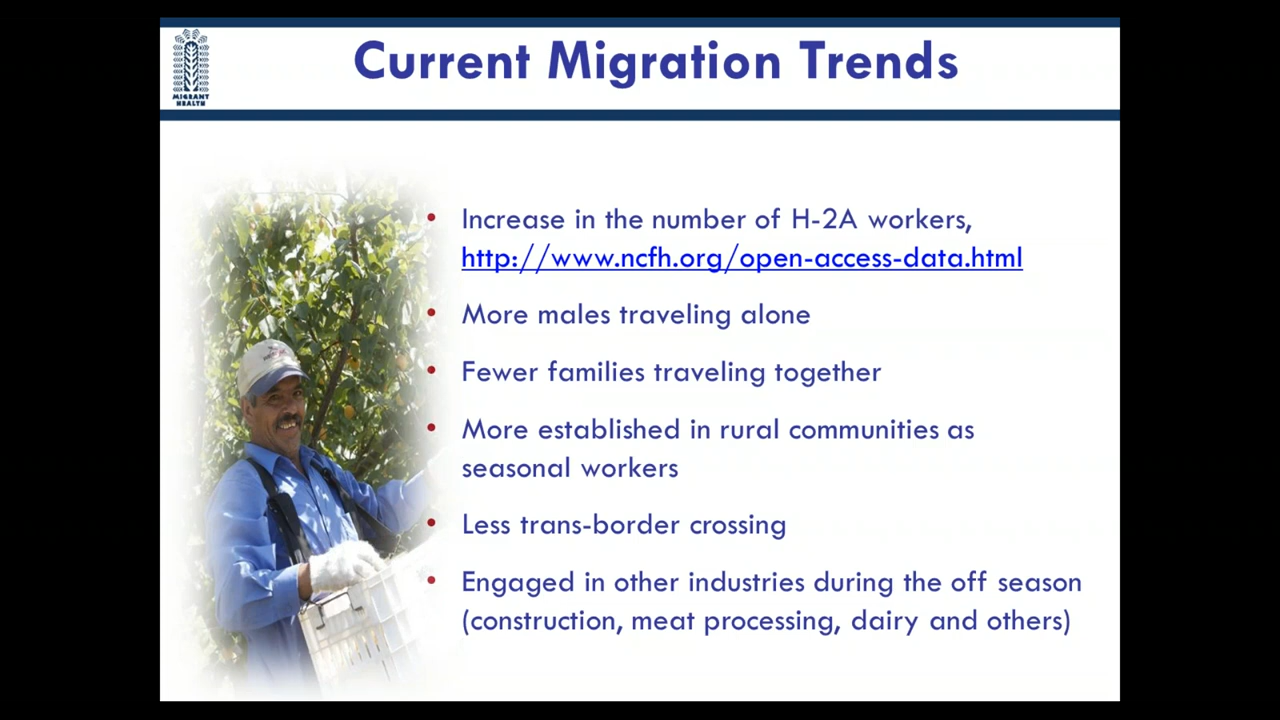 MIGRANT
HEALTH
Current Migration Trends
• Increase in the number of H-2A workers,
http://www.ncfh.org/open-access-data.html
• More males traveling alone
• Fewer families traveling together
• More established in rural communities as
seasonal workers
• Less trans-border crossing
• Engaged in other industries during the off season
(construction, meat processing, dairy and others)